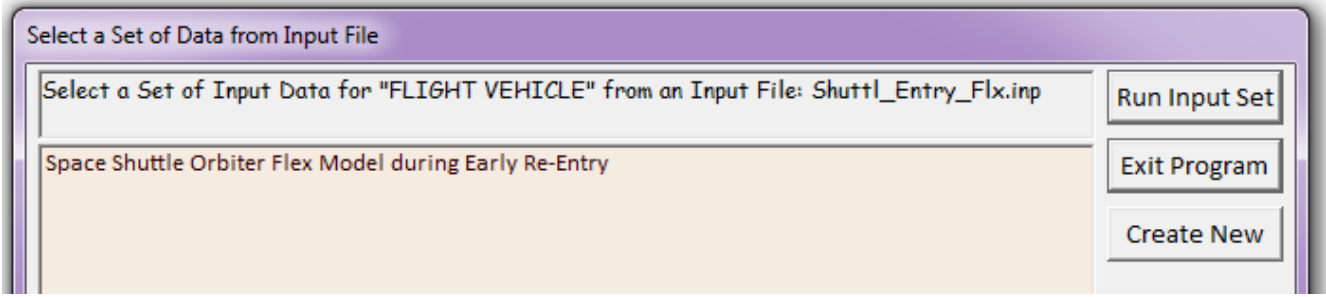 Select a Set of Data from Input File
Select a Set of Input Data for "FLIGHT VEHICLE" from an Input File: Shuttl_Entry_Flx.inp
Run Input Set
Space Shuttle Orbiter Flex Model during Early Re-Entry
Exit Program
Create New